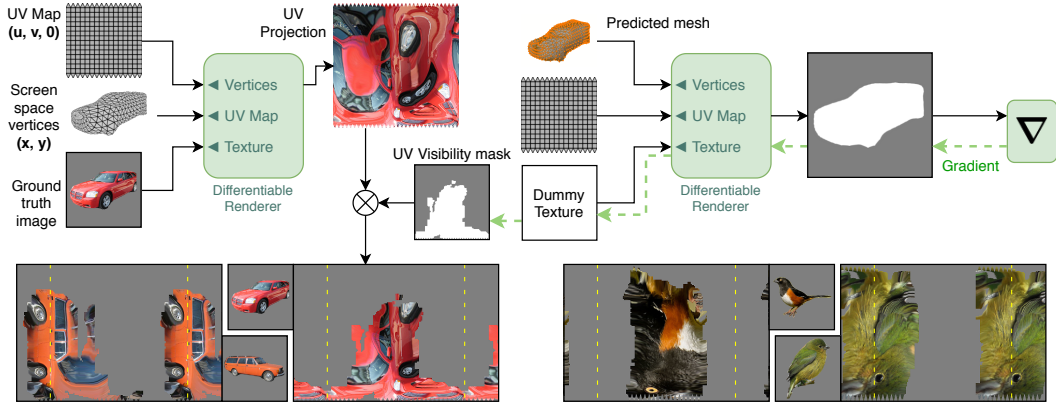 UV Map
(u, v, 0)
Screen
space
vertices
(x, y)
Ground
truth
image
Vertices
UV Map
Texture
Differentiable
Renderer
UV
Projection
UV Visibility mask
Predicted mesh
Dummy
Texture
Vertices
UV Map
Texture
Differentiable
Renderer
Gradient
∇